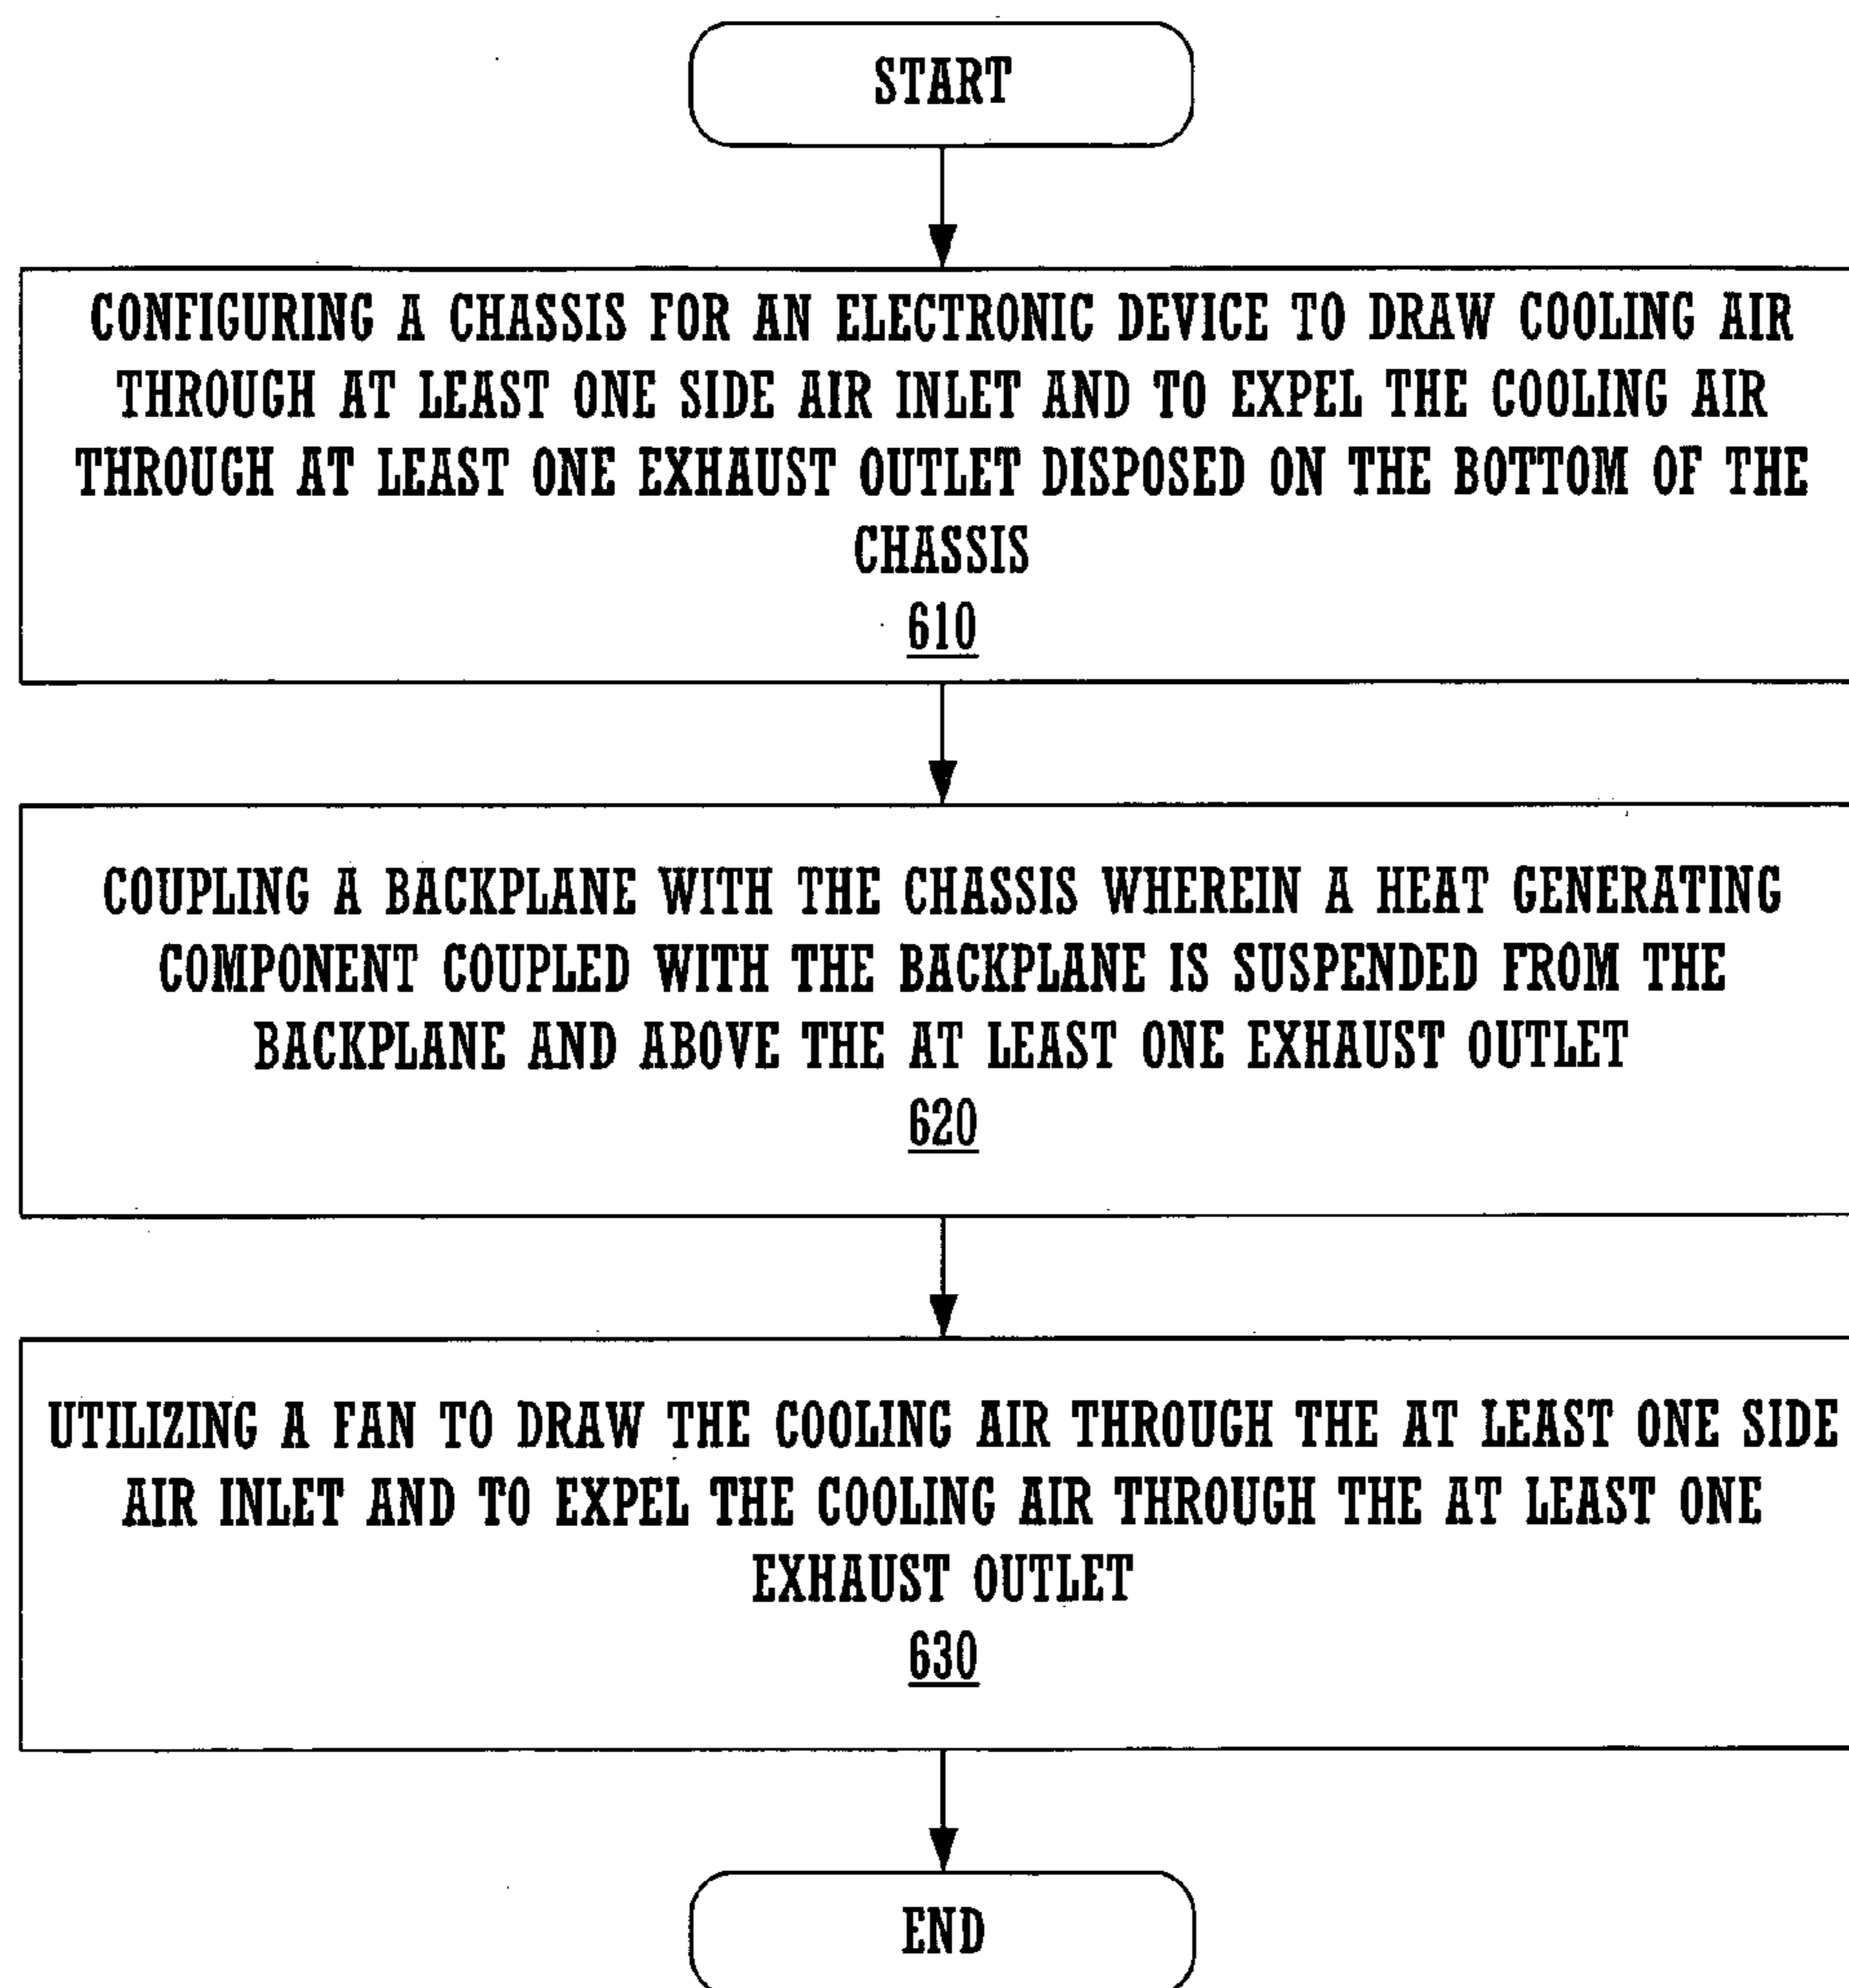 START
CONFIGURING A CHASSIS FOR AN ELECTRONIC DEVICE TO DRAW COOLING AIR
THROUGH AT LEAST ONE SIDE AIR INLET AND TO EXPEL THE COOLING AIR
THROUGH AT LEAST ONE EXHAUST OUTLET DISPOSED ON THE BOTTOM OF THE
CHASSIS
610
COUPLING A BACKPLANE WITH THE CHASSIS WHEREIN A HEAT GENERATING
COMPONENT COUPLED WITH THE BACKPLANE IS SUSPENDED FROM THE
BACKPLANE AND ABOVE THE AT LEAST ONE EXHAUST OUTLET
620
UTILIZING A FAN TO DRAW THE COOLING AIR THROUGH THE AT LEAST ONE SIDE
AIR INLET AND TO EXPEL THE COOLING AIR THROUGH THE AT LEAST ONE
EXHAUST OUTLET
630
END